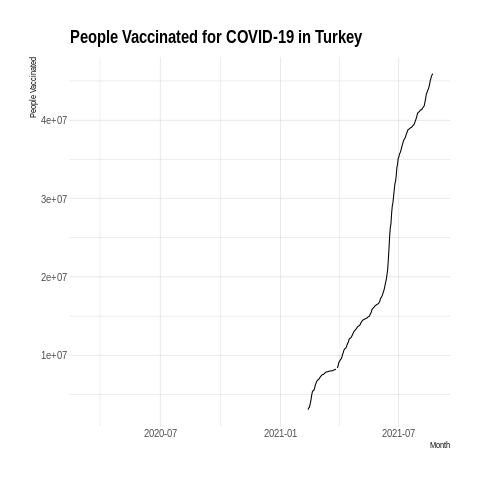 People Vaccinated for COVID-19 in Turkey
People Vaccinated
4e+07
3e+07
2e+07
1e+07
2020-07
2021-01
2021-07
Month